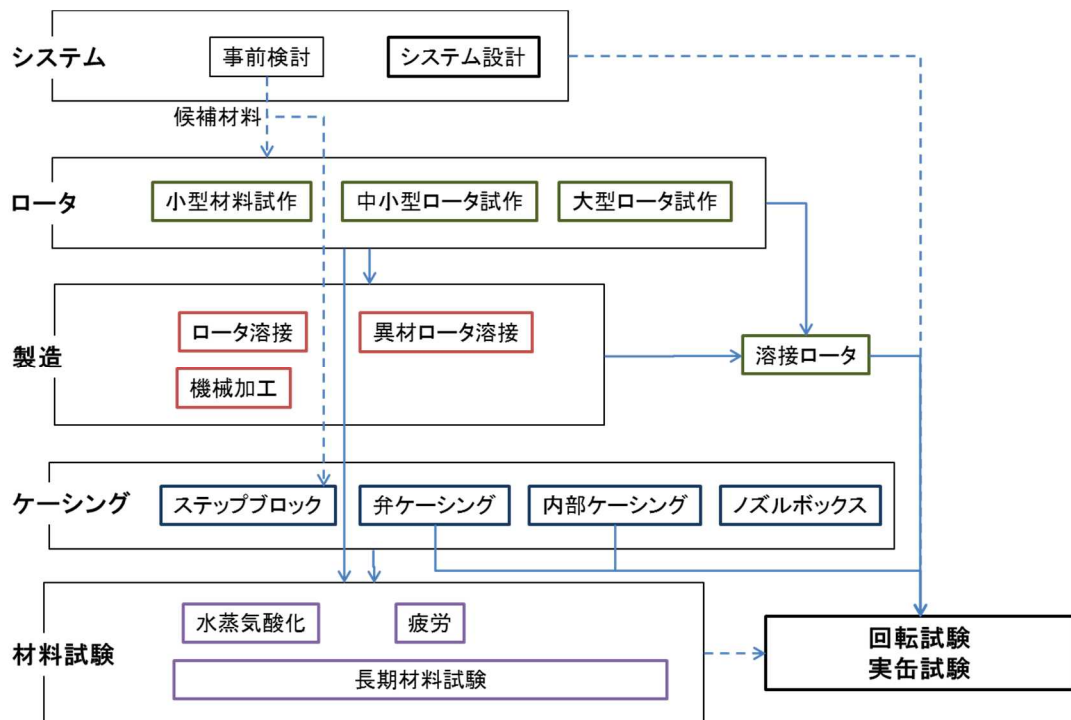 システム
事前検討
システム設計
候補材料
ロータ
小型材料試作
中小型ロータ試作
大型ロータ試作
製造
ロータ溶接
異材ロータ溶接
機械加工
溶接ロータ
ケーシング
ステップブロック
弁ケーシング
内部ケーシング
ノズルボックス
材料試験
水蒸気酸化
疲労
長期材料試験
回転試験
実缶試験